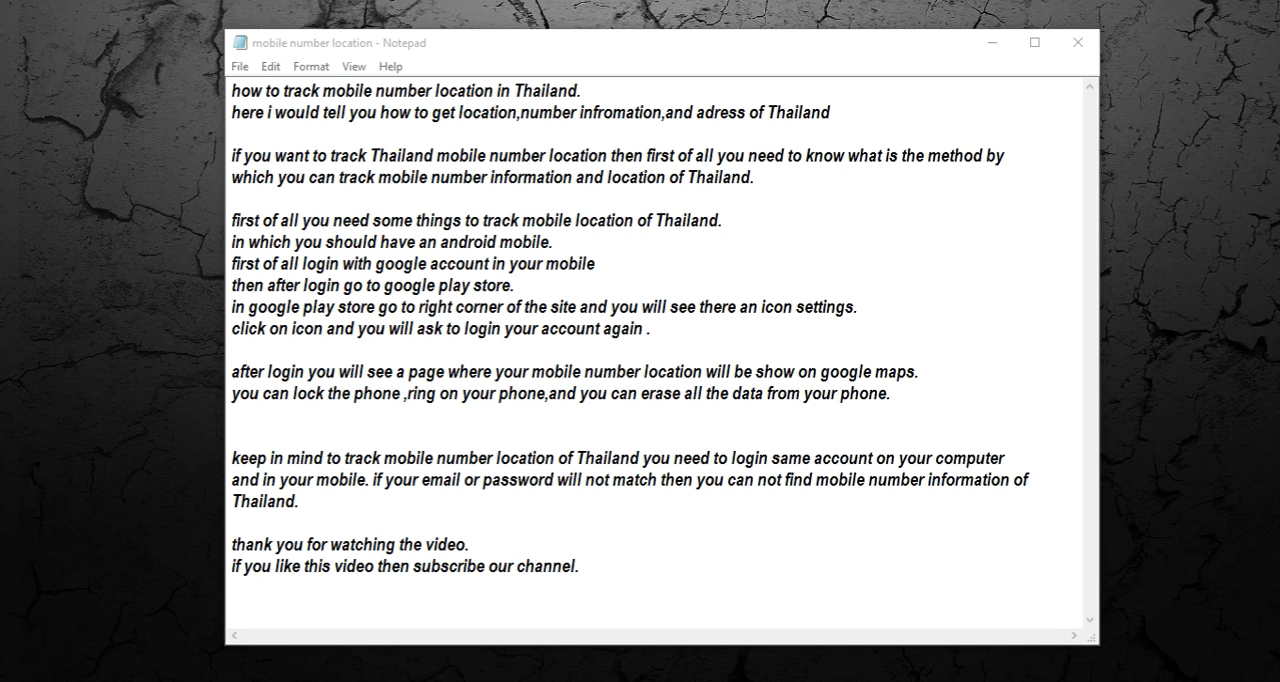 mobile number location - Notepad
File Edit Format View Help
how to track mobile number location in Thailand.
here i would tell you how to get location,number infromation,and adress of Thailand
if you want to track Thailand mobile number location then first of all you need to know what is the method by
which you can track mobile number information and location of Thailand.
first of all you need some things to track mobile location of Thailand.
in which you should have an android mobile.
first of all login with google account in your mobile
then after login go to google play store.
in google play store go to right corner of the site and you will see there an icon settings.
click on icon and you will ask to login your account again .
after login you will see a page where your mobile number location will be show on google maps.
you can lock the phone ,ring on your phone,and you can erase all the data from your phone.
keep in mind to track mobile number location of Thailand you need to login same account on your computer
and in your mobile. if your email or password will not match then you can not find mobile number information of
Thailand.
thank you for watching the video.
if you like this video then subscribe our channel.